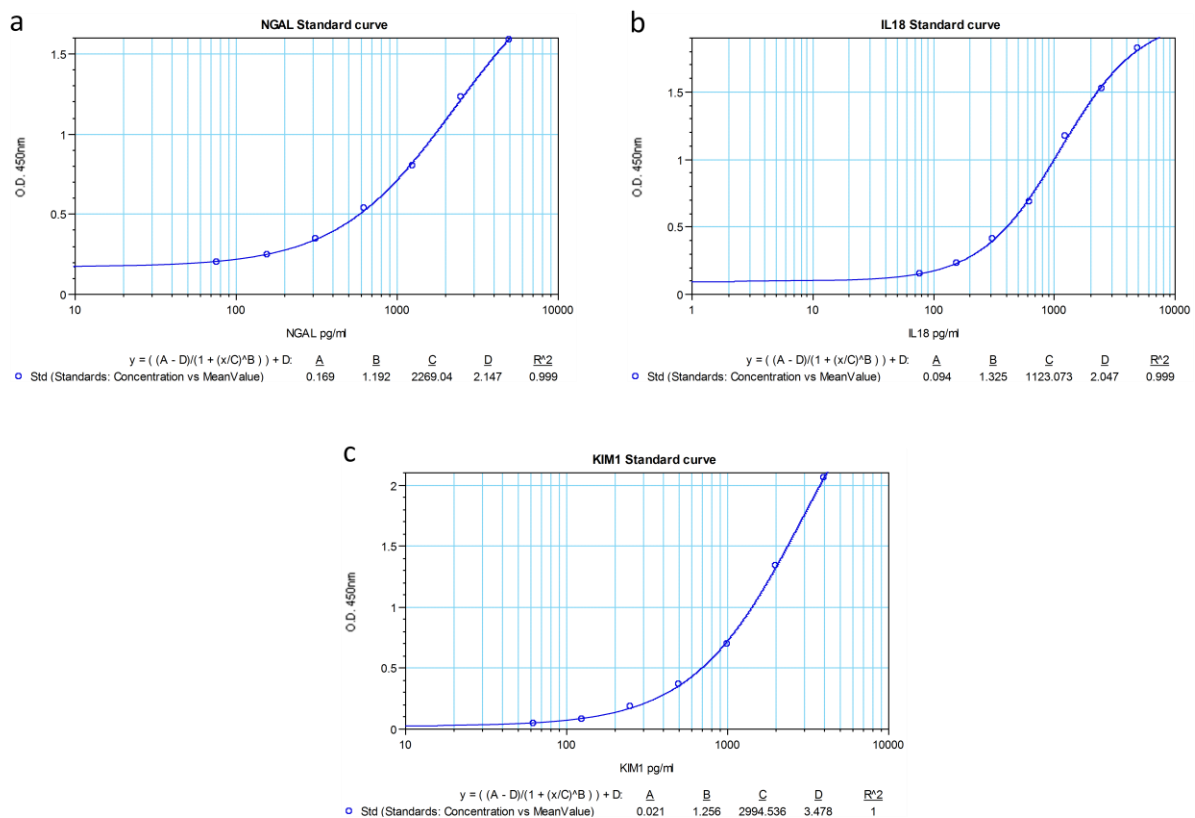 a
NGAL Standard curve
1.5
1
0.5
0
O.D. 450nm
10 100 1000 10000
NGAL pg/ml
y = ( (A - D)/(1 + (x/C)^B ) ) + D: A B C D R^2
Std (Standards: Concentration vs MeanValue) 0.169 1.192 2269.04 2.147 0.999
b
IL18 Standard curve
1.5
1
0.5
0
O.D. 450nm
1 10 100 1000 10000
IL18 pg/ml
y = ( (A - D)/(1 + (x/C)^B ) ) + D: A B C D R^2
Std (Standards: Concentration vs MeanValue) 0.094 1.325 1123.073 2.047 0.999
c
KIM1 Standard curve
2
1.5
1
0.5
0
O.D. 450nm
10 100 1000 10000
KIM1 pg/ml
y = ( (A - D)/(1 + (x/C)^B ) ) + D: A B C D R^2
Std (Standards: Concentration vs MeanValue) 0.021 1.256 2994.536 3.478 1